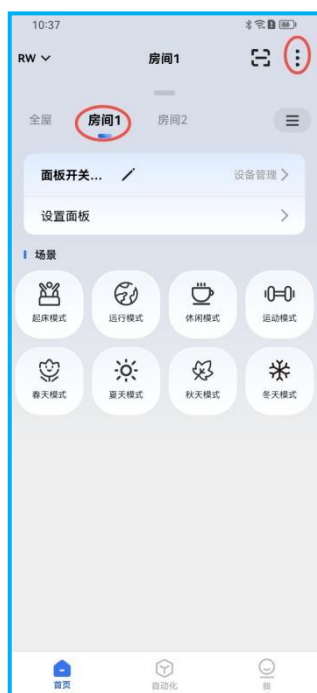 10:37
86
RW
房间1
全屋
房间1
房间2
面板开关...
设备管理
设置面板
场景
起床模式
远行模式
休闲模式
运动模式
春天模式
夏天模式
秋天模式
冬天模式
首页
自动化
我